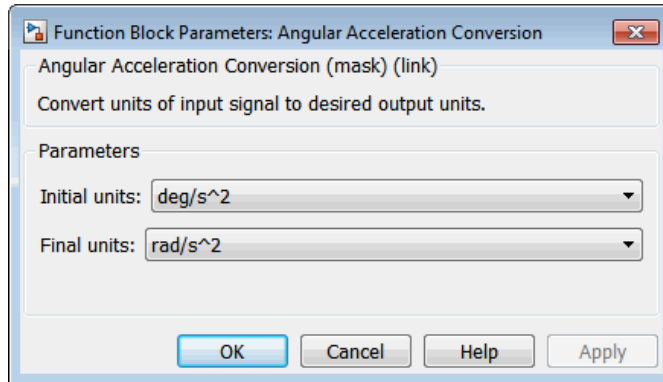 Function Block Parameters: Angular Acceleration Conversion
Angular Acceleration Conversion (mask) (link)
Convert units of input signal to desired output units.
Parameters
Initial units: deg/s^2
Final units: rad/s^2
OK Cancel Help Apply